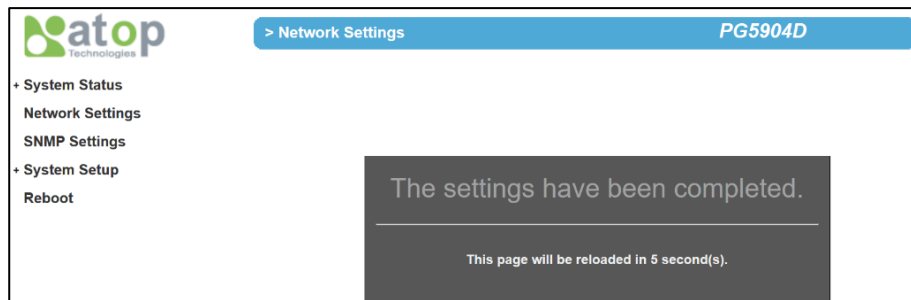 atop
Technologies
> Network Settings
PG5904D
+ System Status
Network Settings
SNMP Settings
+ System Setup
Reboot
The settings have been completed.
This page will be reloaded in 5 second(s).